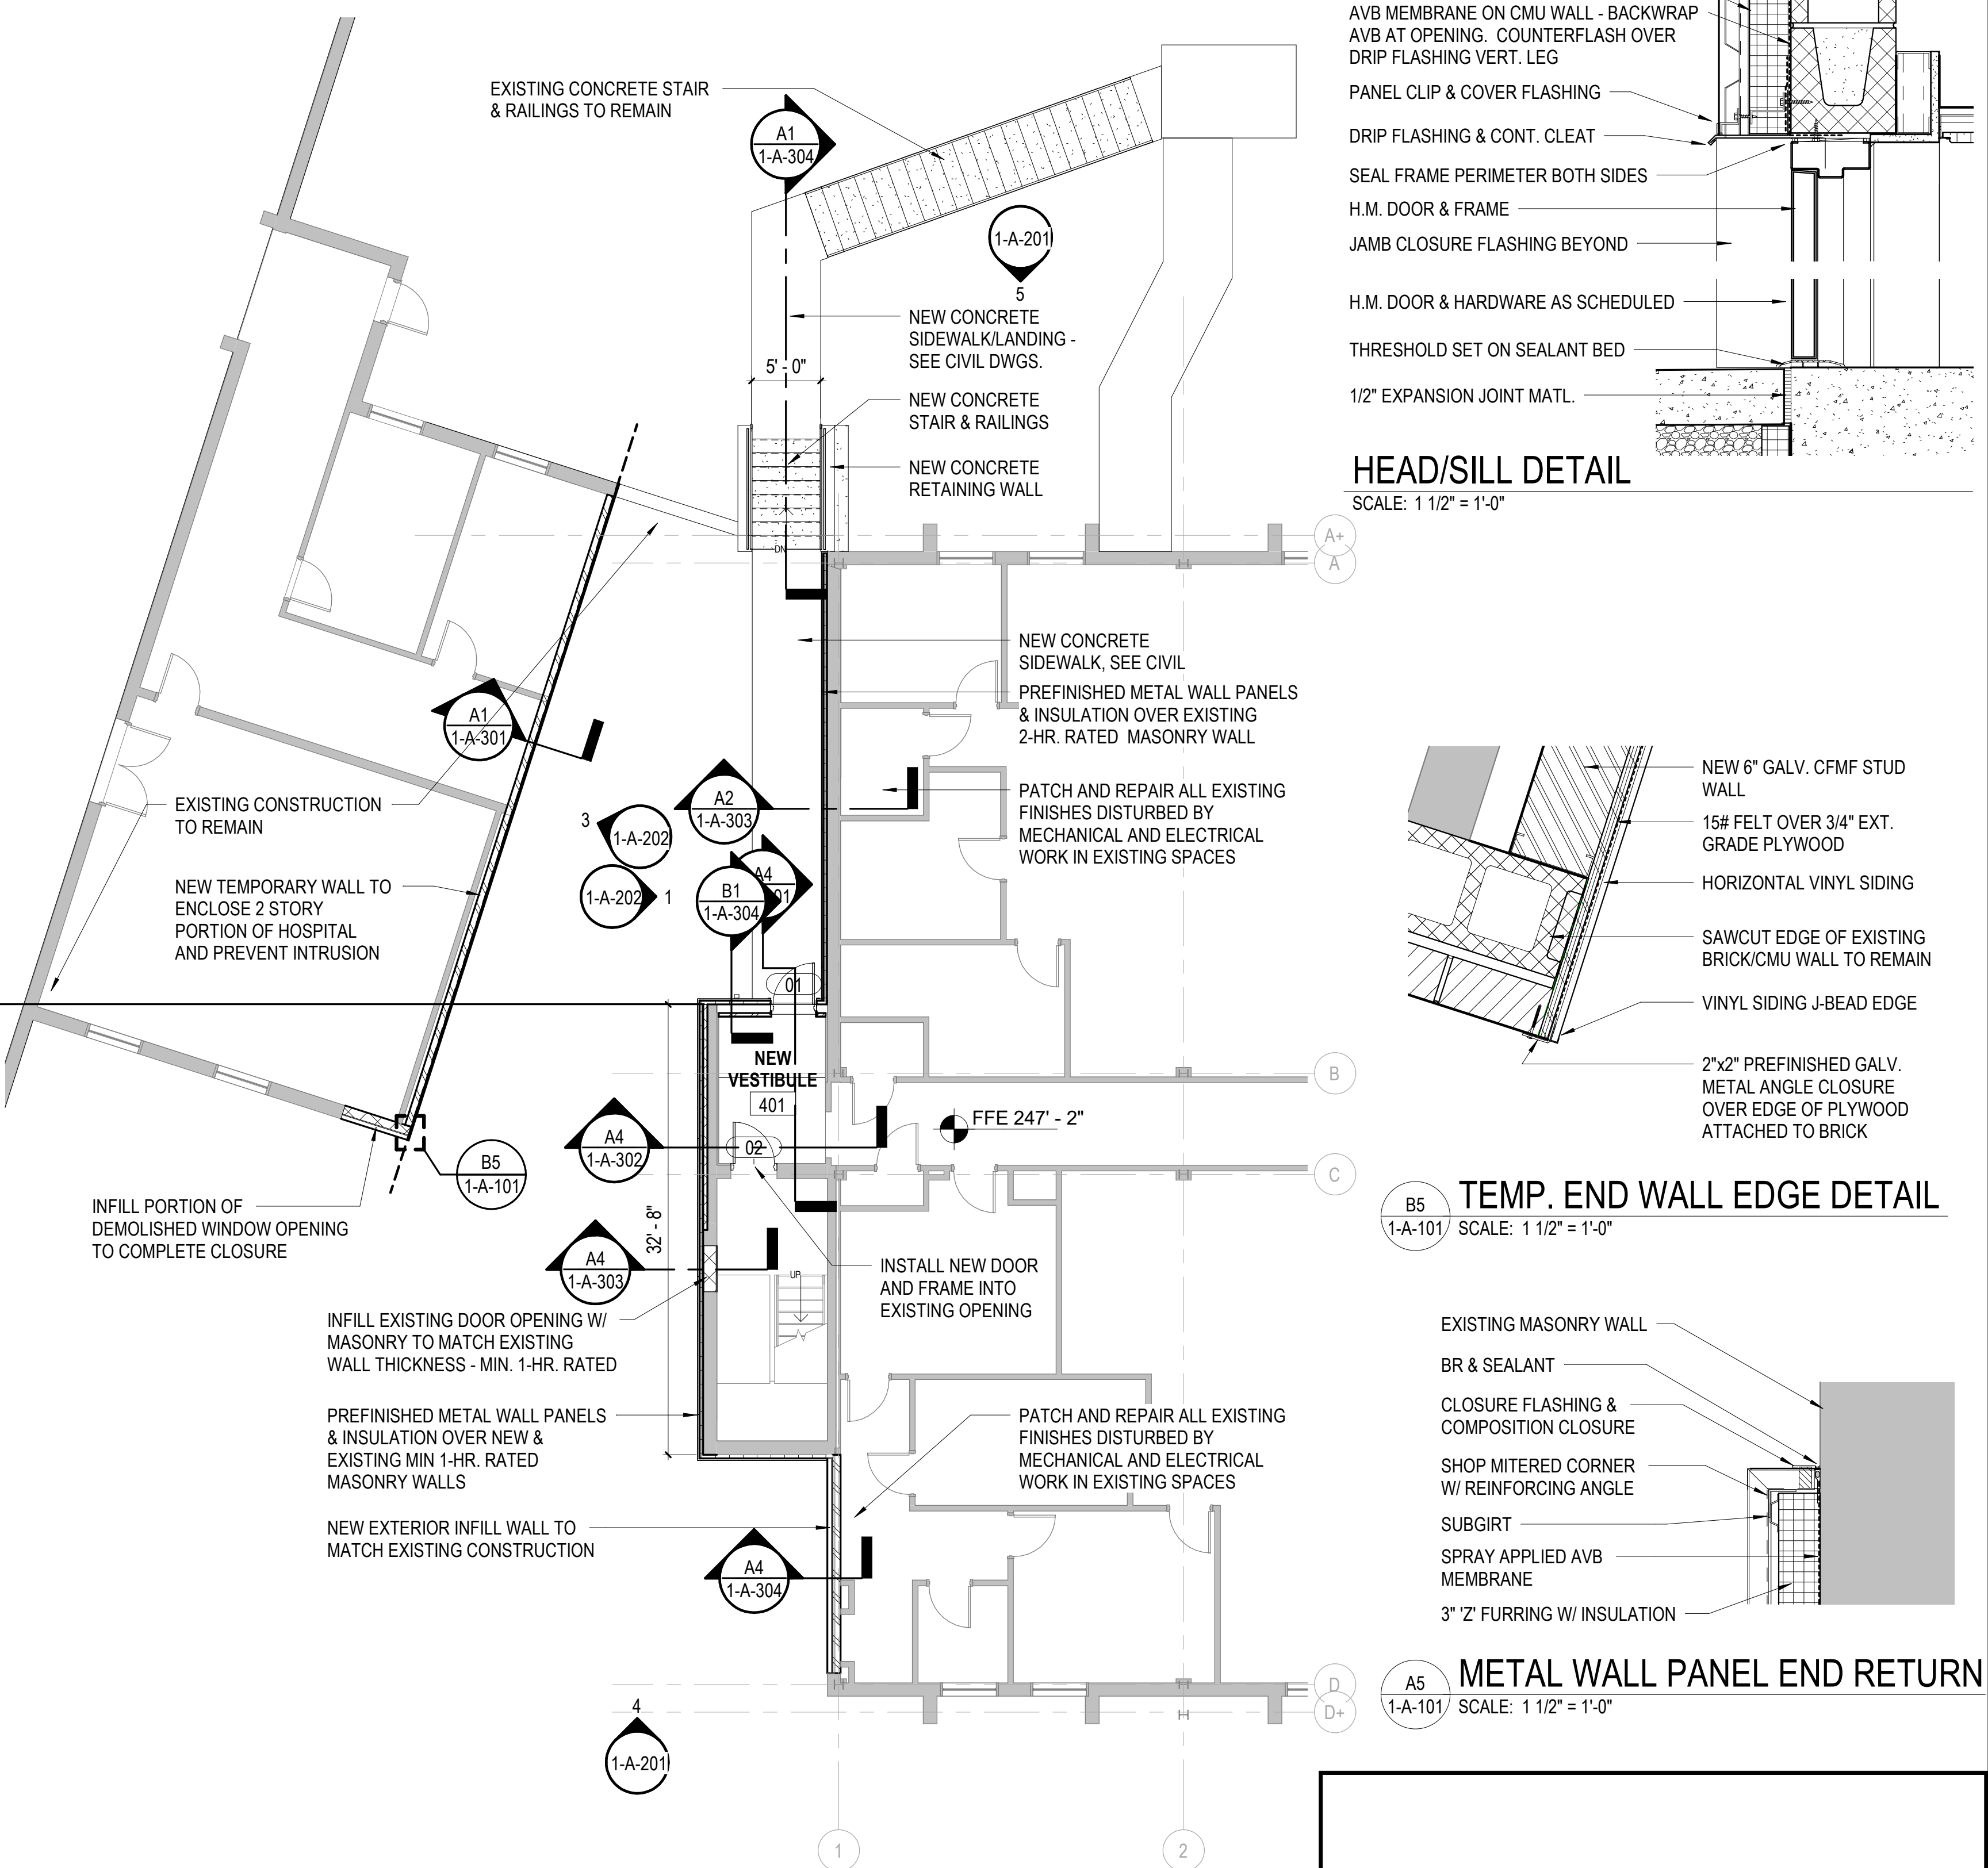 AVB MEMBRANE ON CMU WALL - BACKWRAP
AVB AT OPENING. COUNTERFLASH OVER
DRIP FLASHING VERT. LEG
PANEL CLIP & COVER FLASHING
DRIP FLASHING & CONT. CLEAT
SEAL FRAME PERIMETER BOTH SIDES
H.M. DOOR & FRAME
JAMB CLOSURE FLASHING BEYOND
H.M. DOOR & HARDWARE AS SCHEDULED
THRESHOLD SET ON SEALANT BED
1/2" EXPANSION JOINT MATL.
HEAD/SILL DETAIL
SCALE: 1 1/2" = 1'-0"
EXISTING CONCRETE STAIR
& RAILINGS TO REMAIN
A1
1-A-304
1-A-201
5
NEW CONCRETE
SIDEWALK/LANDING -
SEE CIVIL DWGS.
5' - 0"
NEW CONCRETE
STAIR & RAILINGS
NEW CONCRETE
RETAINING WALL
DN
A+
A
NEW CONCRETE
SIDEWALK, SEE CIVIL
PREFINISHED METAL WALL PANELS
& INSULATION OVER EXISTING
2-HR. RATED MASONRY WALL
A1
1-A-301
EXISTING CONSTRUCTION
TO REMAIN
A2
1-A-303
PATCH AND REPAIR ALL EXISTING
FINISHES DISTURBED BY
MECHANICAL AND ELECTRICAL
WORK IN EXISTING SPACES
3
1-A-202
1-A-202
1
A4
01
B1
1-A-304
NEW TEMPORARY WALL TO
ENCLOSE 2 STORY
PORTION OF HOSPITAL
AND PREVENT INTRUSION
01
NEW
VESTIBULE
401
B
FFE 247' - 2"
A4
1-A-302
02
C
B5
1-A-101
INFILL PORTION OF
DEMOLISHED WINDOW OPENING
TO COMPLETE CLOSURE
32' - 8"
A4
1-A-303
UP
INSTALL NEW DOOR
AND FRAME INTO
EXISTING OPENING
INFILL EXISTING DOOR OPENING W/
MASONRY TO MATCH EXISTING
WALL THICKNESS - MIN. 1-HR. RATED
PREFINISHED METAL WALL PANELS
& INSULATION OVER NEW &
EXISTING MIN 1-HR. RATED
MASONRY WALLS
PATCH AND REPAIR ALL EXISTING
FINISHES DISTURBED BY
MECHANICAL AND ELECTRICAL
WORK IN EXISTING SPACES
NEW EXTERIOR INFILL WALL TO
MATCH EXISTING CONSTRUCTION
A4
1-A-304
D
D+
4
1-A-201
1
2
NEW 6" GALV. CFMF STUD
WALL
15# FELT OVER 3/4" EXT.
GRADE PLYWOOD
HORIZONTAL VINYL SIDING
SAWCUT EDGE OF EXISTING
BRICK/CMU WALL TO REMAIN
VINYL SIDING J-BEAD EDGE
2"x2" PREFINISHED GALV.
METAL ANGLE CLOSURE
OVER EDGE OF PLYWOOD
ATTACHED TO BRICK
B5
1-A-101
TEMP. END WALL EDGE DETAIL
SCALE: 1 1/2" = 1'-0"
EXISTING MASONRY WALL
BR & SEALANT
CLOSURE FLASHING &
COMPOSITION CLOSURE
SHOP MITERED CORNER
W/ REINFORCING ANGLE
SUBGIRT
SPRAY APPLIED AVB
MEMBRANE
3" 'Z' FURRING W/ INSULATION
A5
1-A-101
METAL WALL PANEL END RETURN
SCALE: 1 1/2" = 1'-0"